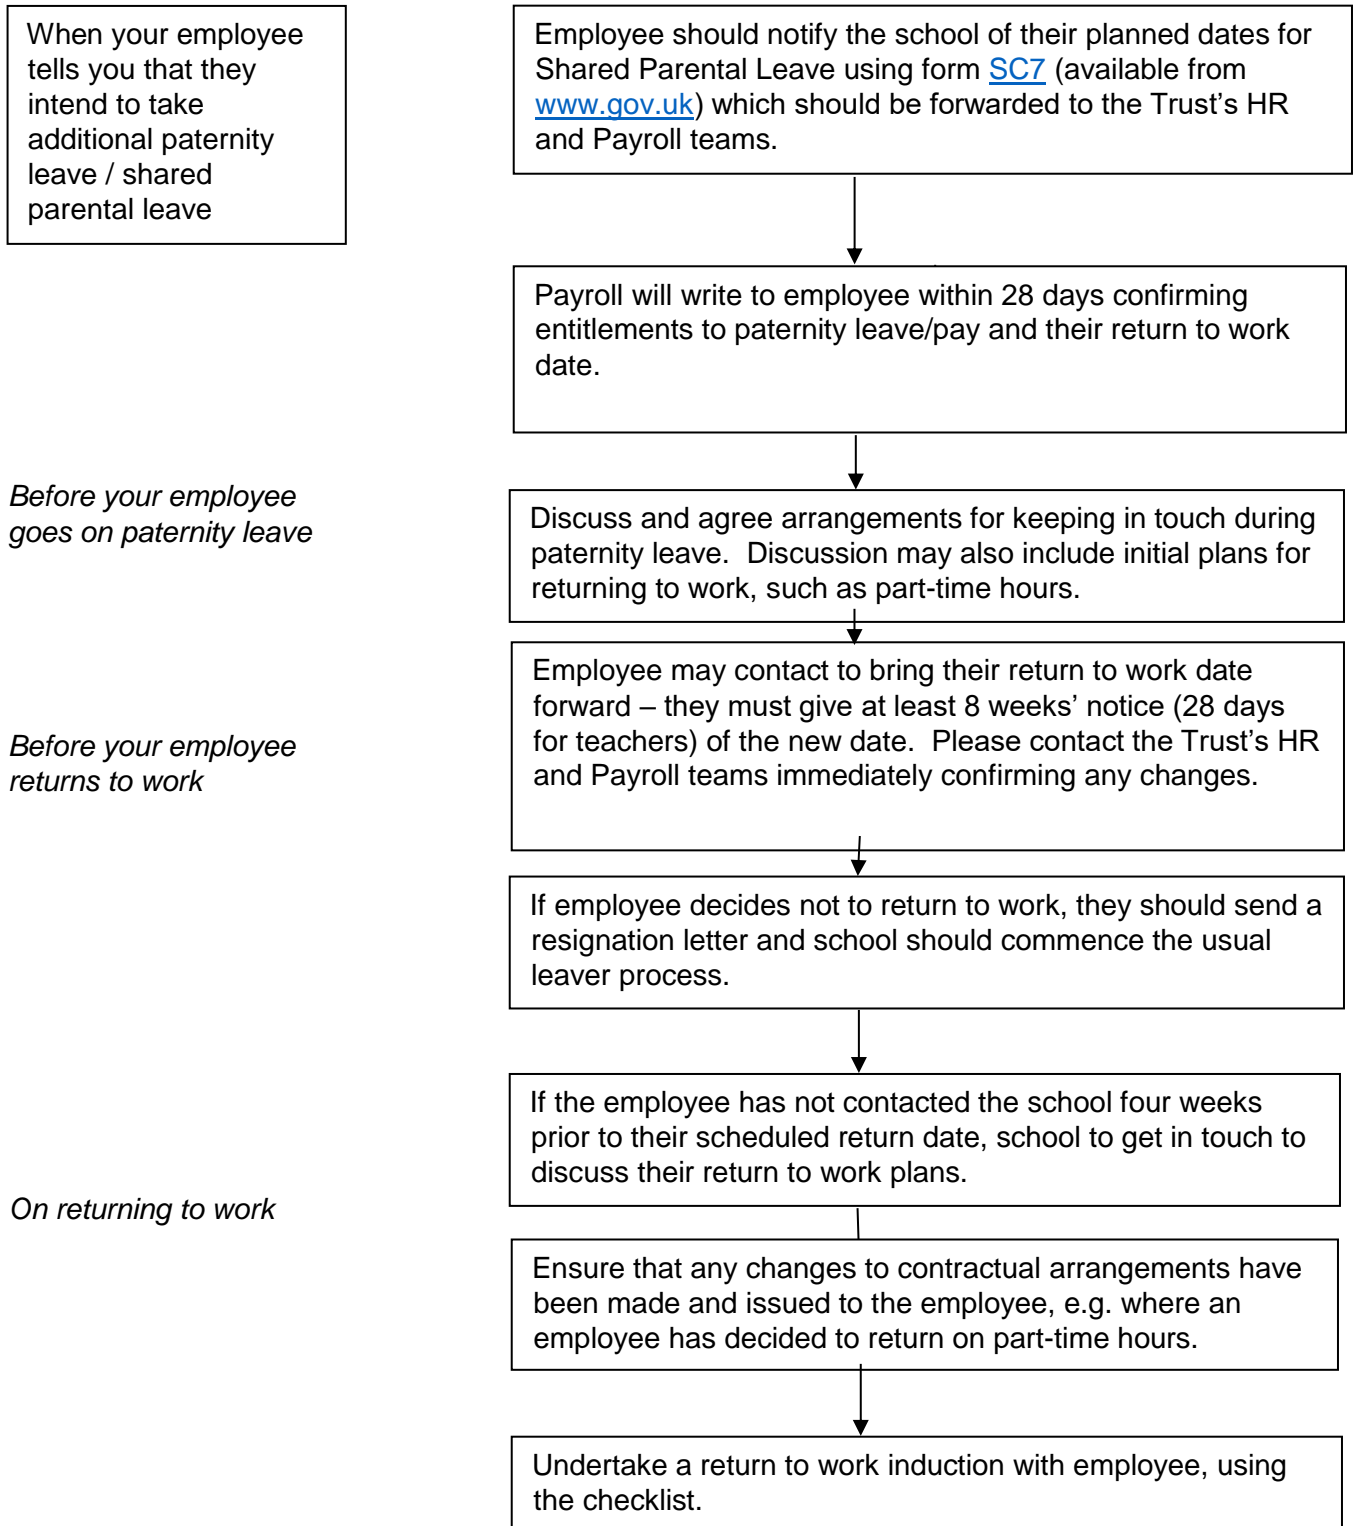 When your employee
tells you that they
intend to take
additional paternity
leave / shared
parental leave
Employee should notify the school of their planned dates for
Shared Parental Leave using form SC7 (available from
www.gov.uk) which should be forwarded to the Trust’s HR
and Payroll teams.
Payroll will write to employee within 28 days confirming
entitlements to paternity leave/pay and their return to work
date.
Before your employee
goes on paternity leave
Discuss and agree arrangements for keeping in touch during
paternity leave.  Discussion may also include initial plans for
returning to work, such as part-time hours.
Before your employee
returns to work
Employee may contact to bring their return to work date
forward – they must give at least 8 weeks’ notice (28 days
for teachers) of the new date.  Please contact the Trust’s HR
and Payroll teams immediately confirming any changes.
If employee decides not to return to work, they should send a
resignation letter and school should commence the usual
leaver process.
If the employee has not contacted the school four weeks
prior to their scheduled return date, school to get in touch to
discuss their return to work plans.
On returning to work
Ensure that any changes to contractual arrangements have
been made and issued to the employee, e.g. where an
employee has decided to return on part-time hours.
Undertake a return to work induction with employee, using
the checklist.